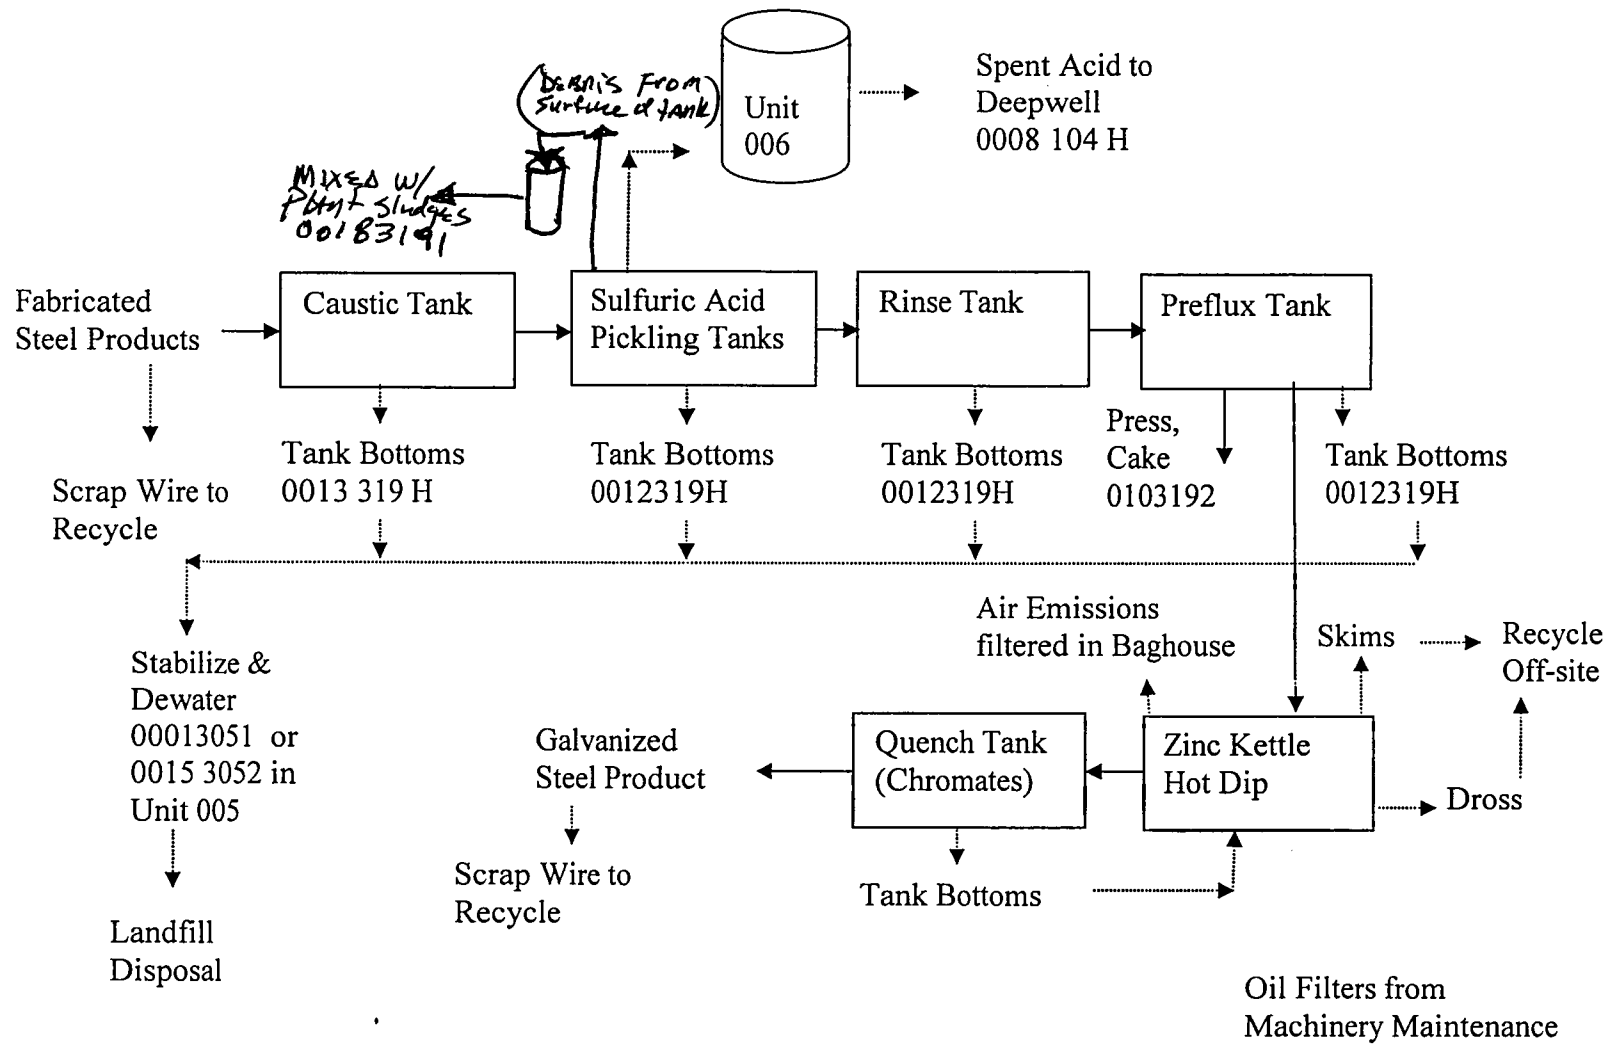 Spent Acid to
Deepwell
0008 104 H
(Debris From
surface of tank)
Unit
006
MIXED W/
Plant sludges
00183191
Fabricated
Steel Products
Caustic Tank
Sulfuric Acid
Pickling Tanks
Rinse Tank
Preflux Tank
Scrap Wire to
Recycle
Tank Bottoms
0013 319 H
Tank Bottoms
0012319H
Tank Bottoms
0012319H
Press,
Cake
0103192
Tank Bottoms
0012319H
Stabilize &
Dewater
00013051 or
0015 3052 in
Unit 005
Landfill
Disposal
Air Emissions
filtered in Baghouse
Skims
Recycle
Off-site
Galvanized
Steel Product
Quench Tank
(Chromates)
Zinc Kettle
Hot Dip
Dross
Scrap Wire to
Recycle
Tank Bottoms
Oil Filters from
Machinery Maintenance